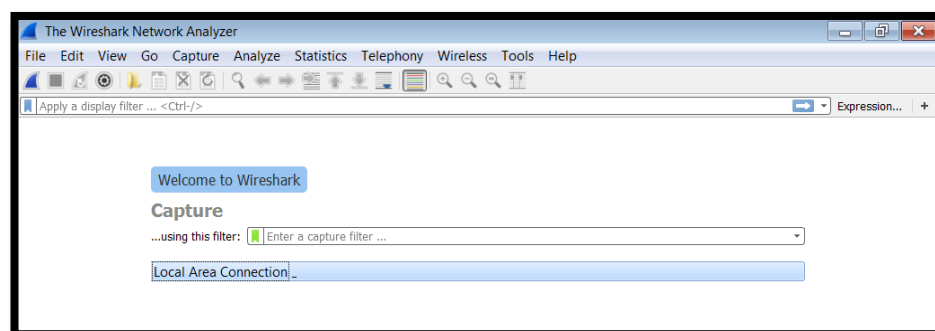 The Wireshark Network Analyzer
File Edit View Go Capture Analyze Statistics Telephony Wireless Tools Help
Apply a display filter ... <Ctrl-/> Expression... +
Welcome to Wireshark
Capture
...using this filter: Enter a capture filter ...
Local Area Connection